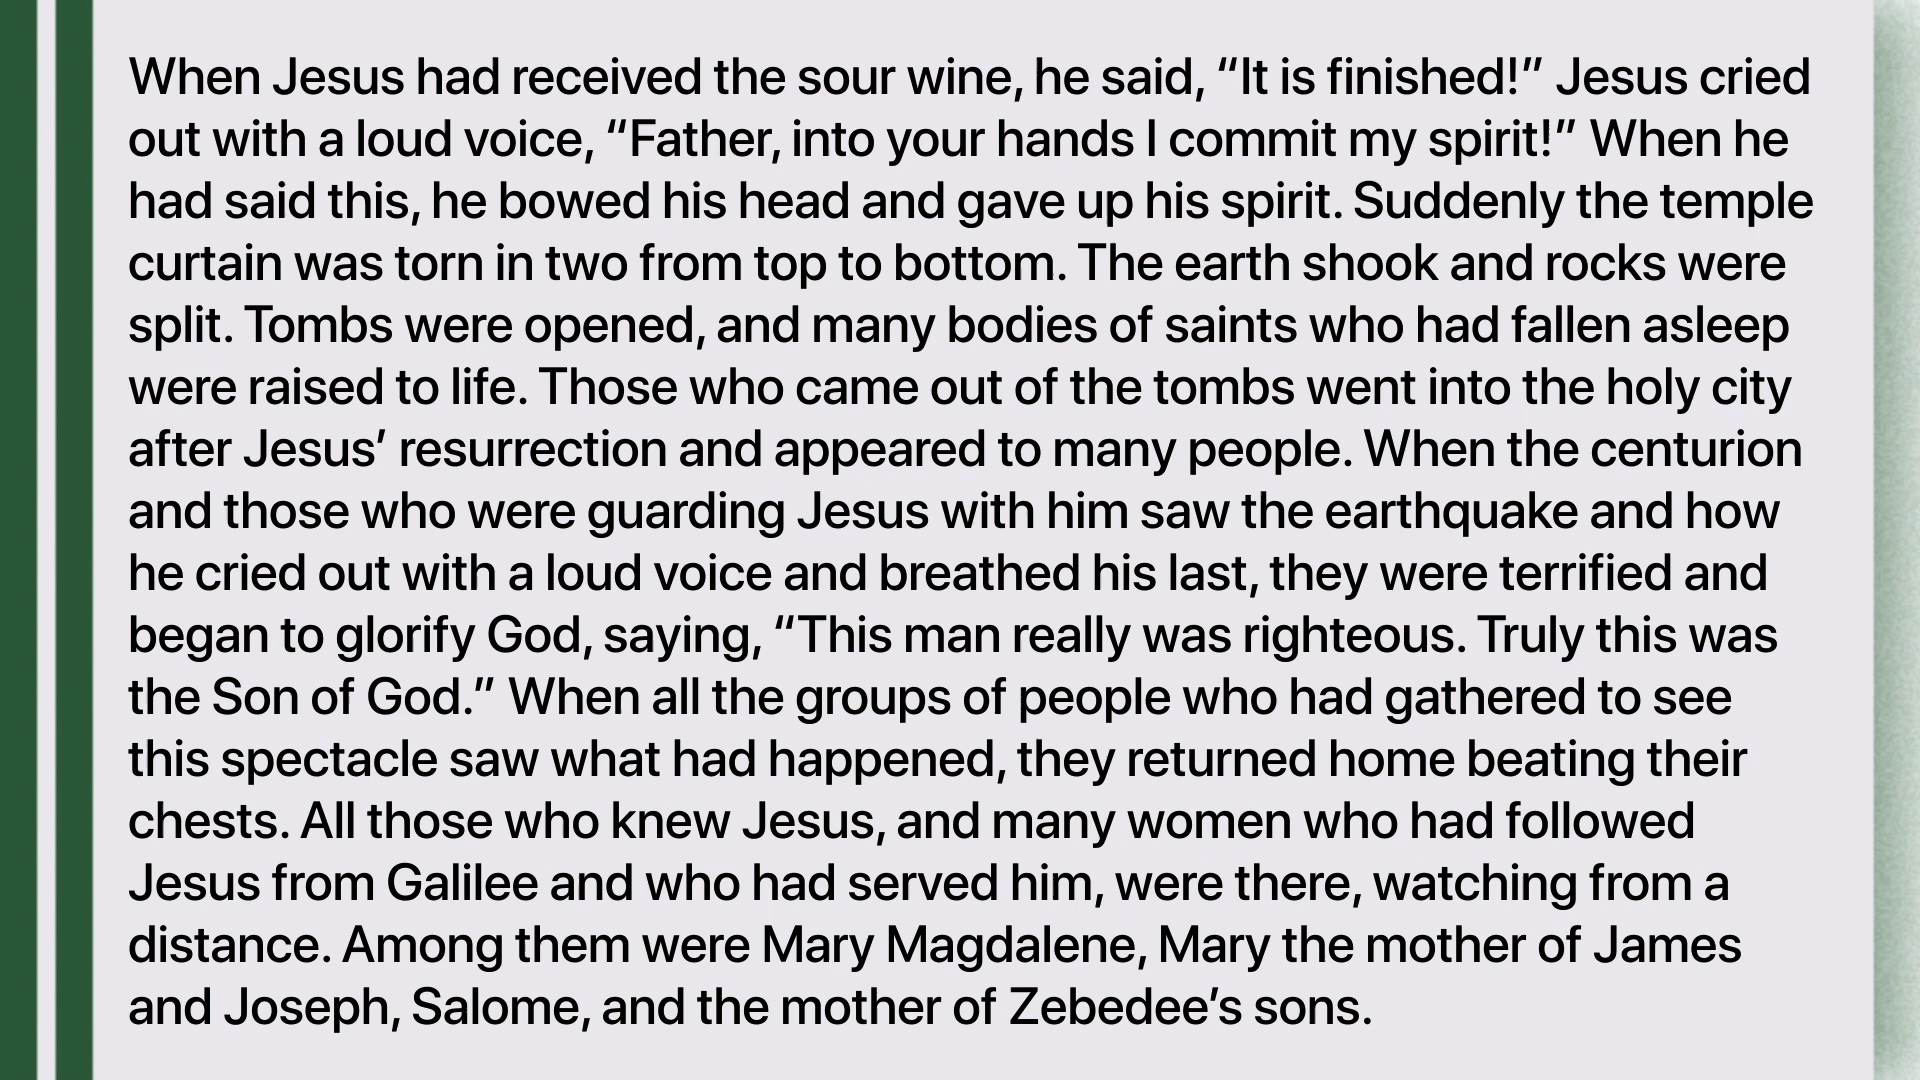 When Jesus had received the sour wine, he said, “It is finished!” Jesus cried
out with a loud voice, “Father, into your hands I commit my spirit!” When he
had said this, he bowed his head and gave up his spirit. Suddenly the temple
curtain was torn in two from top to bottom. The earth shook and rocks were
split. Tombs were opened, and many bodies of saints who had fallen asleep
were raised to life. Those who came out of the tombs went into the holy city
after Jesus’ resurrection and appeared to many people. When the centurion
and those who were guarding Jesus with him saw the earthquake and how
he cried out with a loud voice and breathed his last, they were terrified and
began to glorify God, saying, “This man really was righteous. Truly this was
the Son of God.” When all the groups of people who had gathered to see
this spectacle saw what had happened, they returned home beating their
chests. All those who knew Jesus, and many women who had followed
Jesus from Galilee and who had served him, were there, watching from a
distance. Among them were Mary Magdalene, Mary the mother of James
and Joseph, Salome, and the mother of Zebedee’s sons.